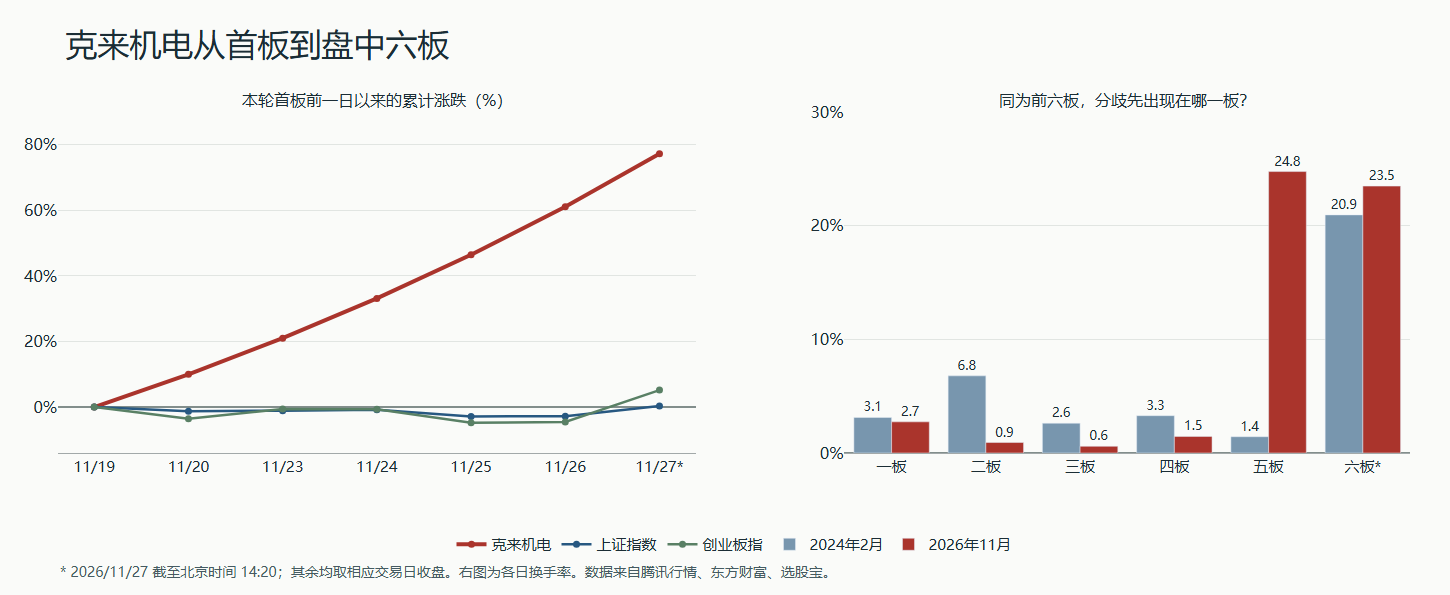 克来机电从首板到盘中六板
本轮首板前一日以来的累计涨跌（%）
80%
60%
40%
20%
0%
11/19 11/20 11/23 11/24 11/25 11/26 11/27*
同为前六板，分歧先出现在哪一板？
30%
20%
10%
0%
3.1 2.7 6.8 0.9 2.6 0.6 3.3 1.5 1.4 24.8 20.9 23.5
一板 二板 三板 四板 五板 六板*
克来机电 上证指数 创业板指 2024年2月 2026年11月
* 2026/11/27 截至北京时间 14:20；其余均取相应交易日收盘。右图为各日换手率。数据来自腾讯行情、东方财富、选股宝。